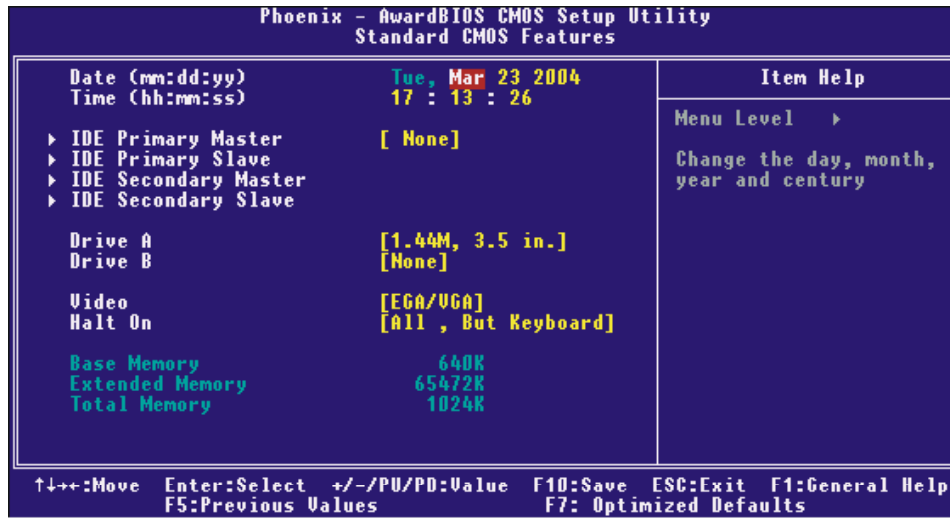 Phoenix - AwardBIOS CMOS Setup Utility
Standard CMOS Features
Date (mm:dd:yy) Tue, Mar 23 2004
Time (hh:mm:ss) 17 : 13 : 26
▸ IDE Primary Master [ None]
▸ IDE Primary Slave
▸ IDE Secondary Master
▸ IDE Secondary Slave
Drive A [1.44M, 3.5 in.]
Drive B [None]
Video [EGA/VGA]
Halt On [All , But Keyboard]
Base Memory 640K
Extended Memory 65472K
Total Memory 1024K
Item Help
Menu Level ▸
Change the day, month,
year and century
↑↓→←:Move Enter:Select +/-/PU/PD:Value F10:Save ESC:Exit F1:General Help
F5:Previous Values F7: Optimized Defaults